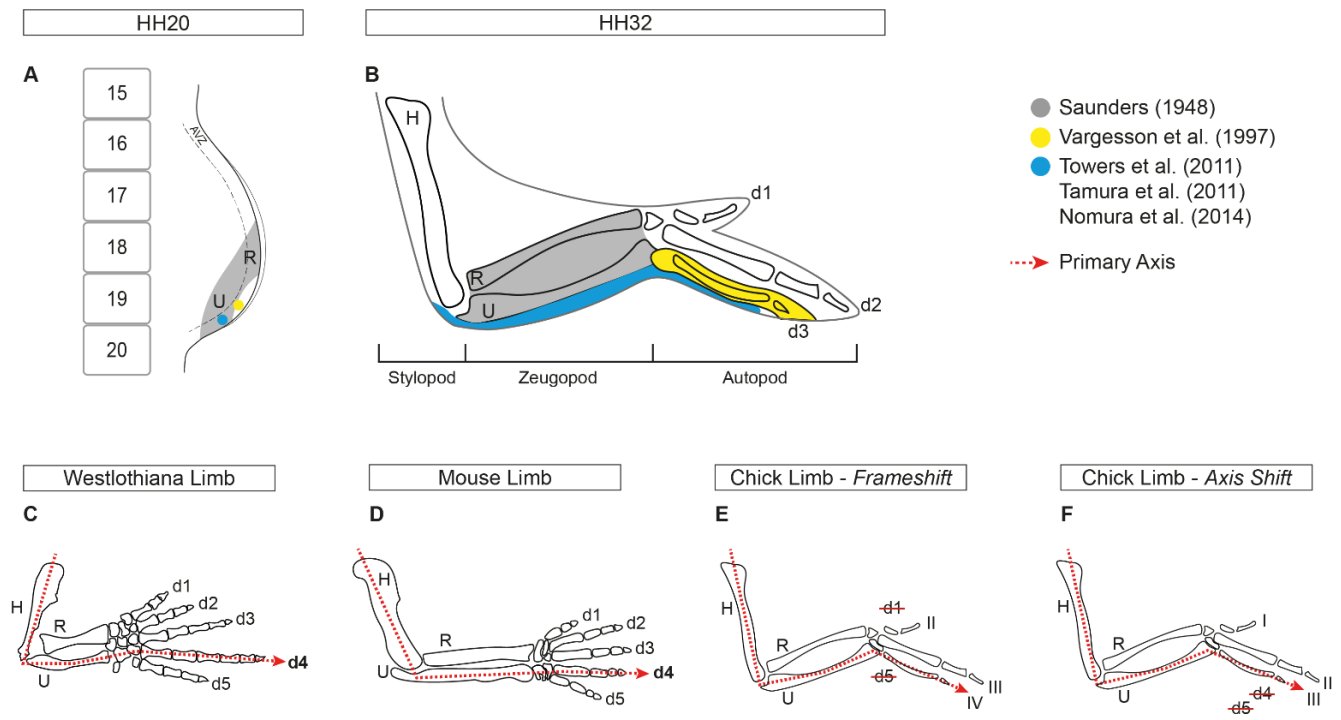 HH20
HH32
A
15
16
17
18
19
20
AVZ
R
U
B
H
R
U
d1
d2
d3
Stylopod
Zeugopod
Autopod
Saunders (1948)
Vargesson et al. (1997)
Towers et al. (2011)
Tamura et al. (2011)
Nomura et al. (2014)
Primary Axis
Westlothiana Limb
C
H
R
U
d1
d2
d3
d4
d5
Mouse Limb
D
H
R
U
d1
d2
d3
d4
d5
Chick Limb - Frameshift
E
H
R
U
d1
II
d5
III
IV
Chick Limb - Axis Shift
F
H
R
U
I
II
III
d4
d5